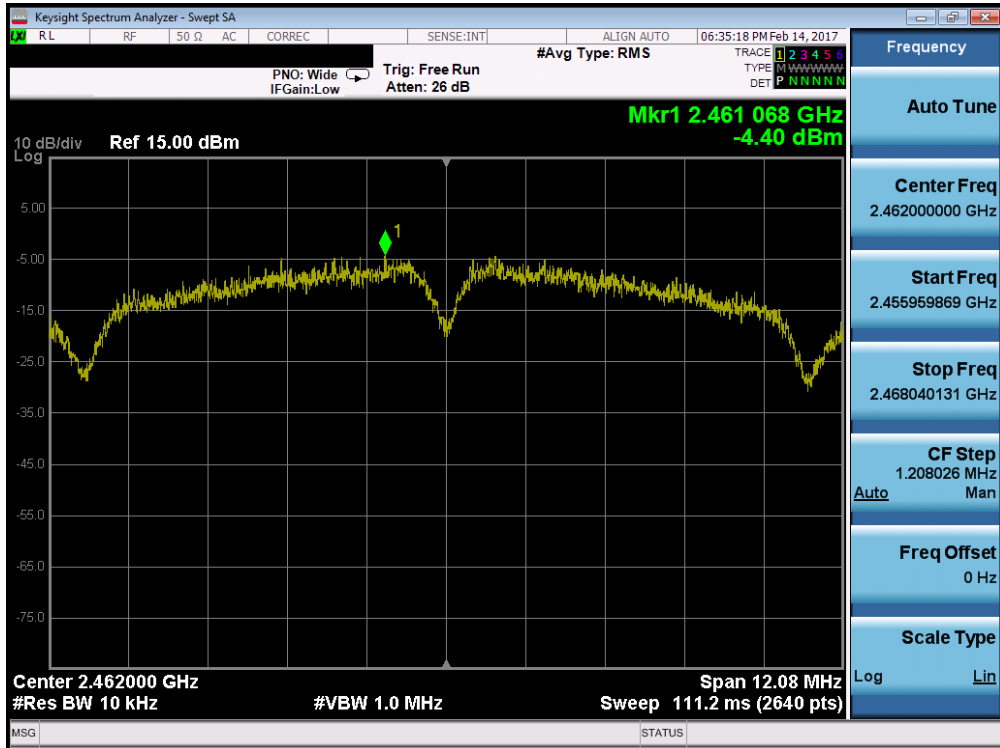 Keysight Spectrum Analyzer - Swept SA
LXI RL RF 50 Ω AC CORREC SENSE:INT ALIGN AUTO 06:35:18 PM Feb 14, 2017
#Avg Type: RMS
TRACE 1 2 3 4 5 6
TYPE M W W W W W
DET P N N N N N
PNO: Wide
IFGain:Low
Trig: Free Run
Atten: 26 dB
Mkr1 2.461 068 GHz
-4.40 dBm
10 dB/div Ref 15.00 dBm
Log
1
5.00
-5.00
-15.0
-25.0
-35.0
-45.0
-55.0
-65.0
-75.0
Center 2.462000 GHz
Span 12.08 MHz
#Res BW 10 kHz
#VBW 1.0 MHz
Sweep 111.2 ms (2640 pts)
MSG STATUS
Frequency
Auto Tune
Center Freq
2.462000000 GHz
Start Freq
2.455959869 GHz
Stop Freq
2.468040131 GHz
CF Step
1.208026 MHz
Auto Man
Freq Offset
0 Hz
Scale Type
Log Lin